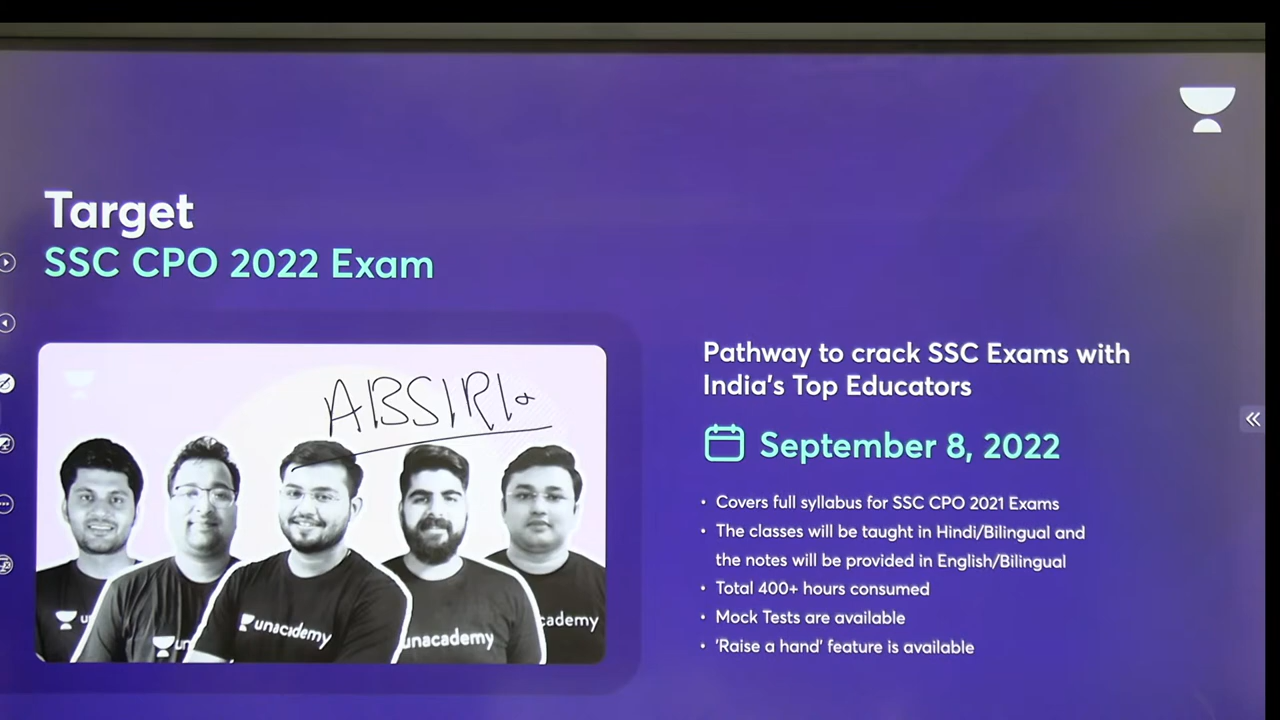 Target
SSC CPO 2022 Exam
ABSIRI
unacademy
unacademy
cademy
un
Pathway to crack SSC Exams with
India's Top Educators
September 8, 2022
• Covers full syllabus for SSC CPO 2021 Exams
• The classes will be taught in Hindi/Bilingual and
the notes will be provided in English/Bilingual
• Total 400+ hours consumed
• Mock Tests are available
• 'Raise a hand' feature is available